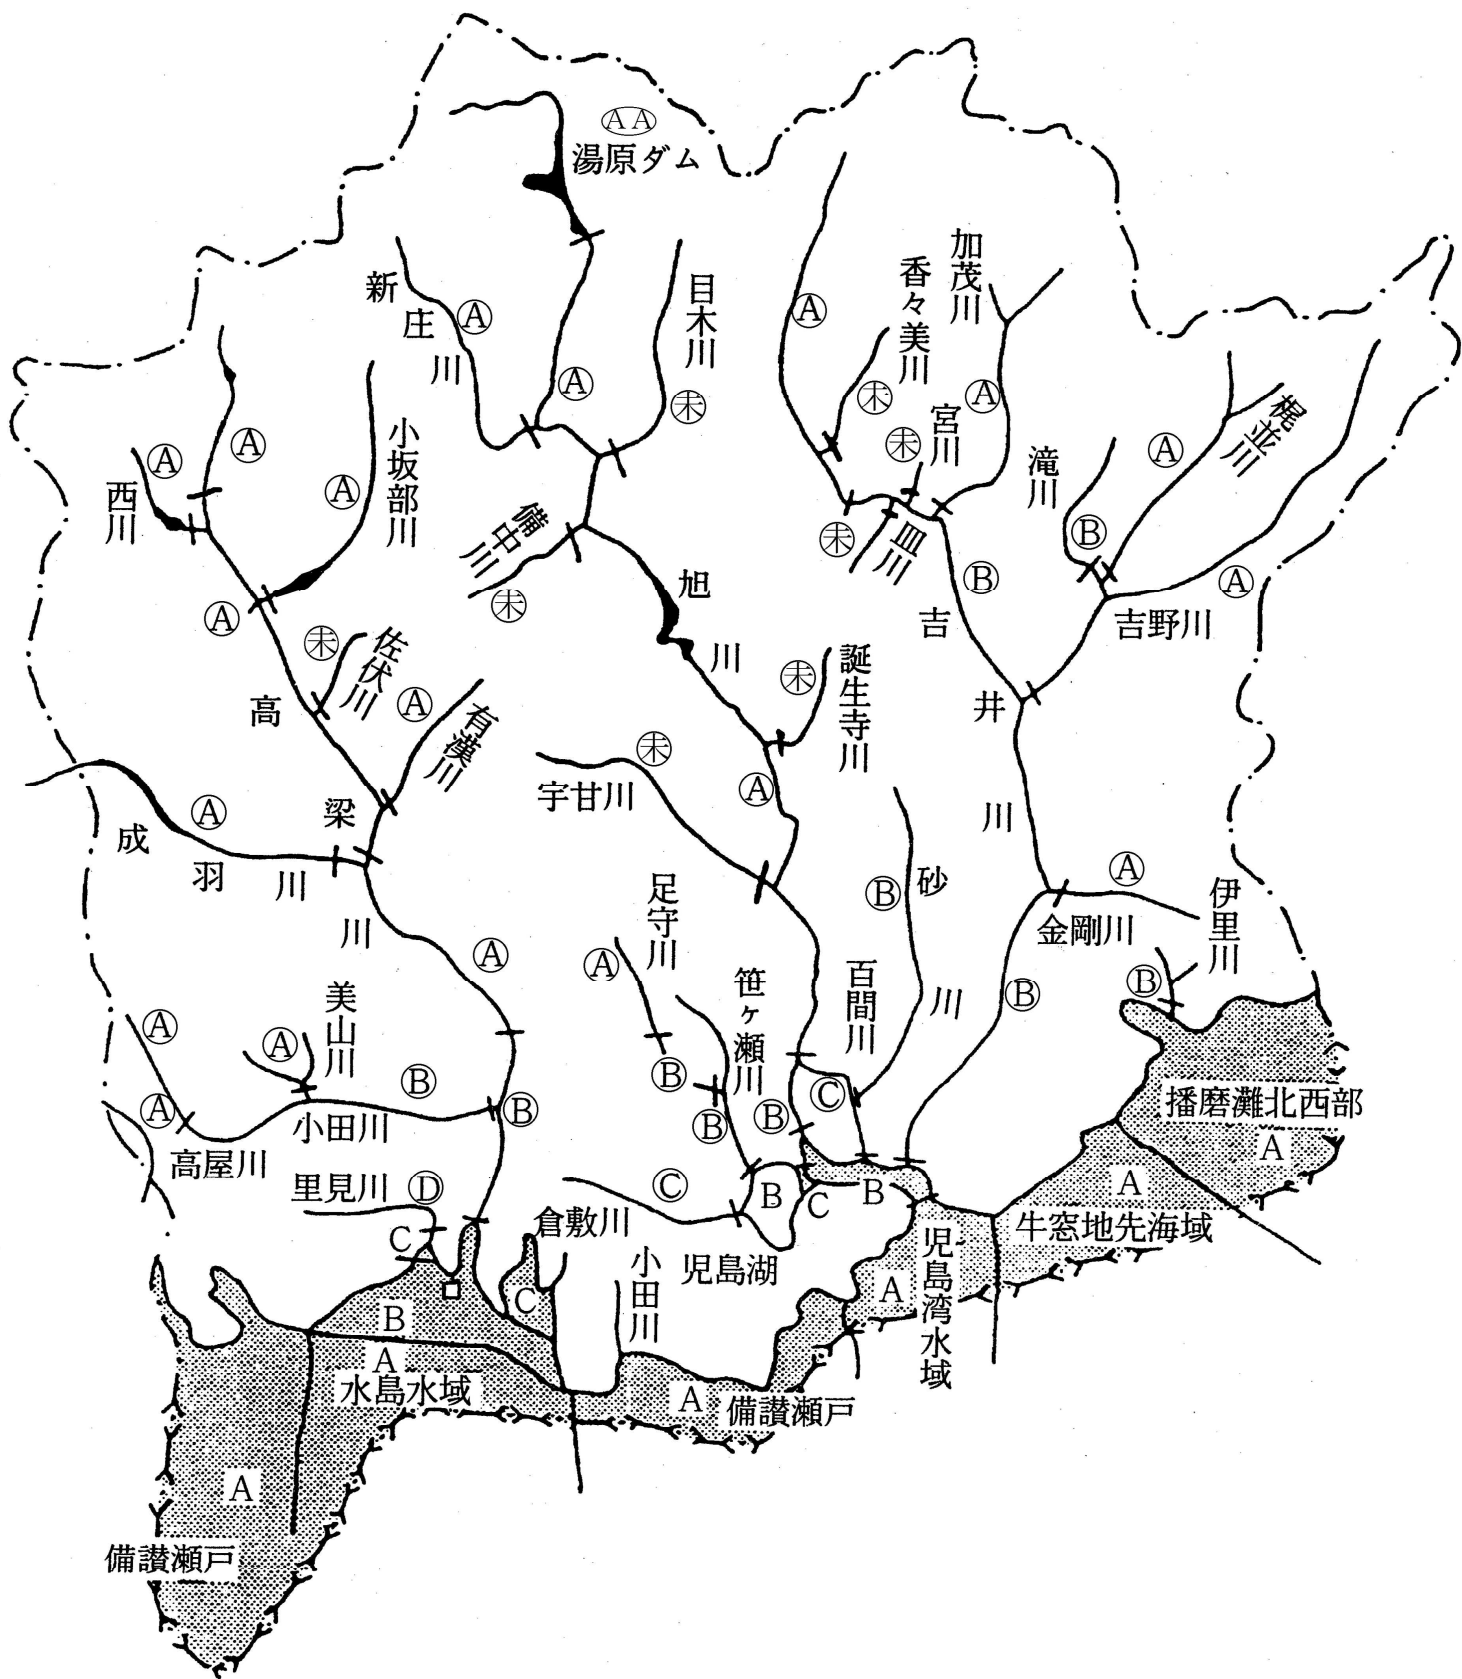 ＡＡ
湯原ダム
加茂川
香々美川
新庄川
Ⓐ
目木川
Ⓐ
Ⓐ
㊍
Ⓐ
小坂部川
宮川
Ⓐ
梶並川
Ⓐ
Ⓐ
Ⓐ
滝川
Ⓐ
西川
備中川
皿川
Ⓑ
旭川
Ⓑ
Ⓐ
Ⓐ
吉井川
吉野川
佐伏川
誕生寺川
Ⓐ
有漢川
高梁川
宇甘川
Ⓐ
成羽川
Ⓐ
足守川
Ⓑ
砂川
Ⓐ
金剛川
伊里川
Ⓐ
Ⓐ
笹ヶ瀬川
百間川
Ⓑ
Ⓑ
美山川
Ⓐ
Ⓐ
Ⓑ
Ⓑ
Ⓒ
Ⓐ
小田川
Ⓑ
Ⓑ
Ⓑ
播磨灘北西部
A
高屋川
里見川
Ⓓ
Ⓒ
B
C
B
A
C
倉敷川
児島湖
児島湾水域
牛窓地先海域
小田川
C
A
B
A
水島水域
A
備讃瀬戸
A
備讃瀬戸